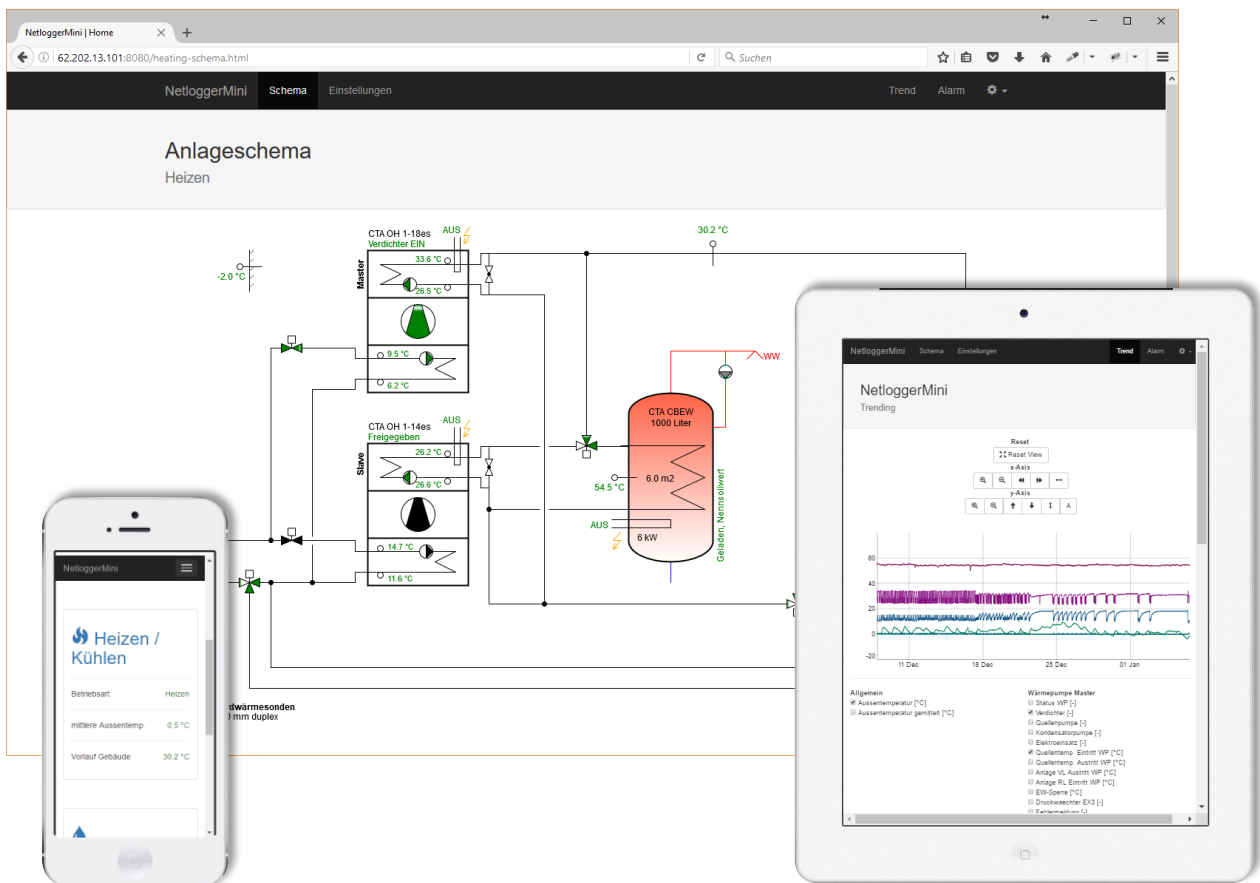 NetloggerMini | Home
62.202.13.101:8080/heating-schema.html
Suchen
NetloggerMini Schema Einstellungen Trend Alarm
Anlageschema
Heizen
-2.0 °C
CTA OH 1-18es
Verdichter EIN
AUS
Master
33.6 °C
26.5 °C
9.5 °C
6.2 °C
30.2 °C
WW
CTA OH 1-14es
Freigegeben
AUS
Slave
26.2 °C
26.6 °C
14.7 °C
11.6 °C
CTA CBEW
1000 Liter
6.0 m2
54.5 °C
AUS
6 kW
Geladen, Nennsollwert
rdwärmesonden
0 mm duplex
NetloggerMini
Heizen /
Kühlen
Betriebsart Heizen
mittlere Aussentemp. 0.5 °C
Vorlauf Gebäude 30.2 °C
NetloggerMini Schema Einstellungen Trend Alarm
NetloggerMini
Trending
Reset
Reset View
x-Axis
y-Axis
A
60
40
20
0
-20
11 Dec 18 Dec 25 Dec 01 Jan
Allgemein
Aussentemperatur [°C]
Aussentemperatur gemittelt [°C]
Wärmepumpe Master
Status WP [-]
Verdichter [-]
Quellenpumpe [-]
Kondensatorpumpe [-]
Elektroeinsatz [-]
Quellentemp. Eintritt WP [°C]
Quellentemp. Austritt WP [°C]
Anlage VL Austritt WP [°C]
Anlage RL Eintritt WP [°C]
EW-Sperre [°C]
Druckwaechter EX3 [-]
Fehlermeldung [-]